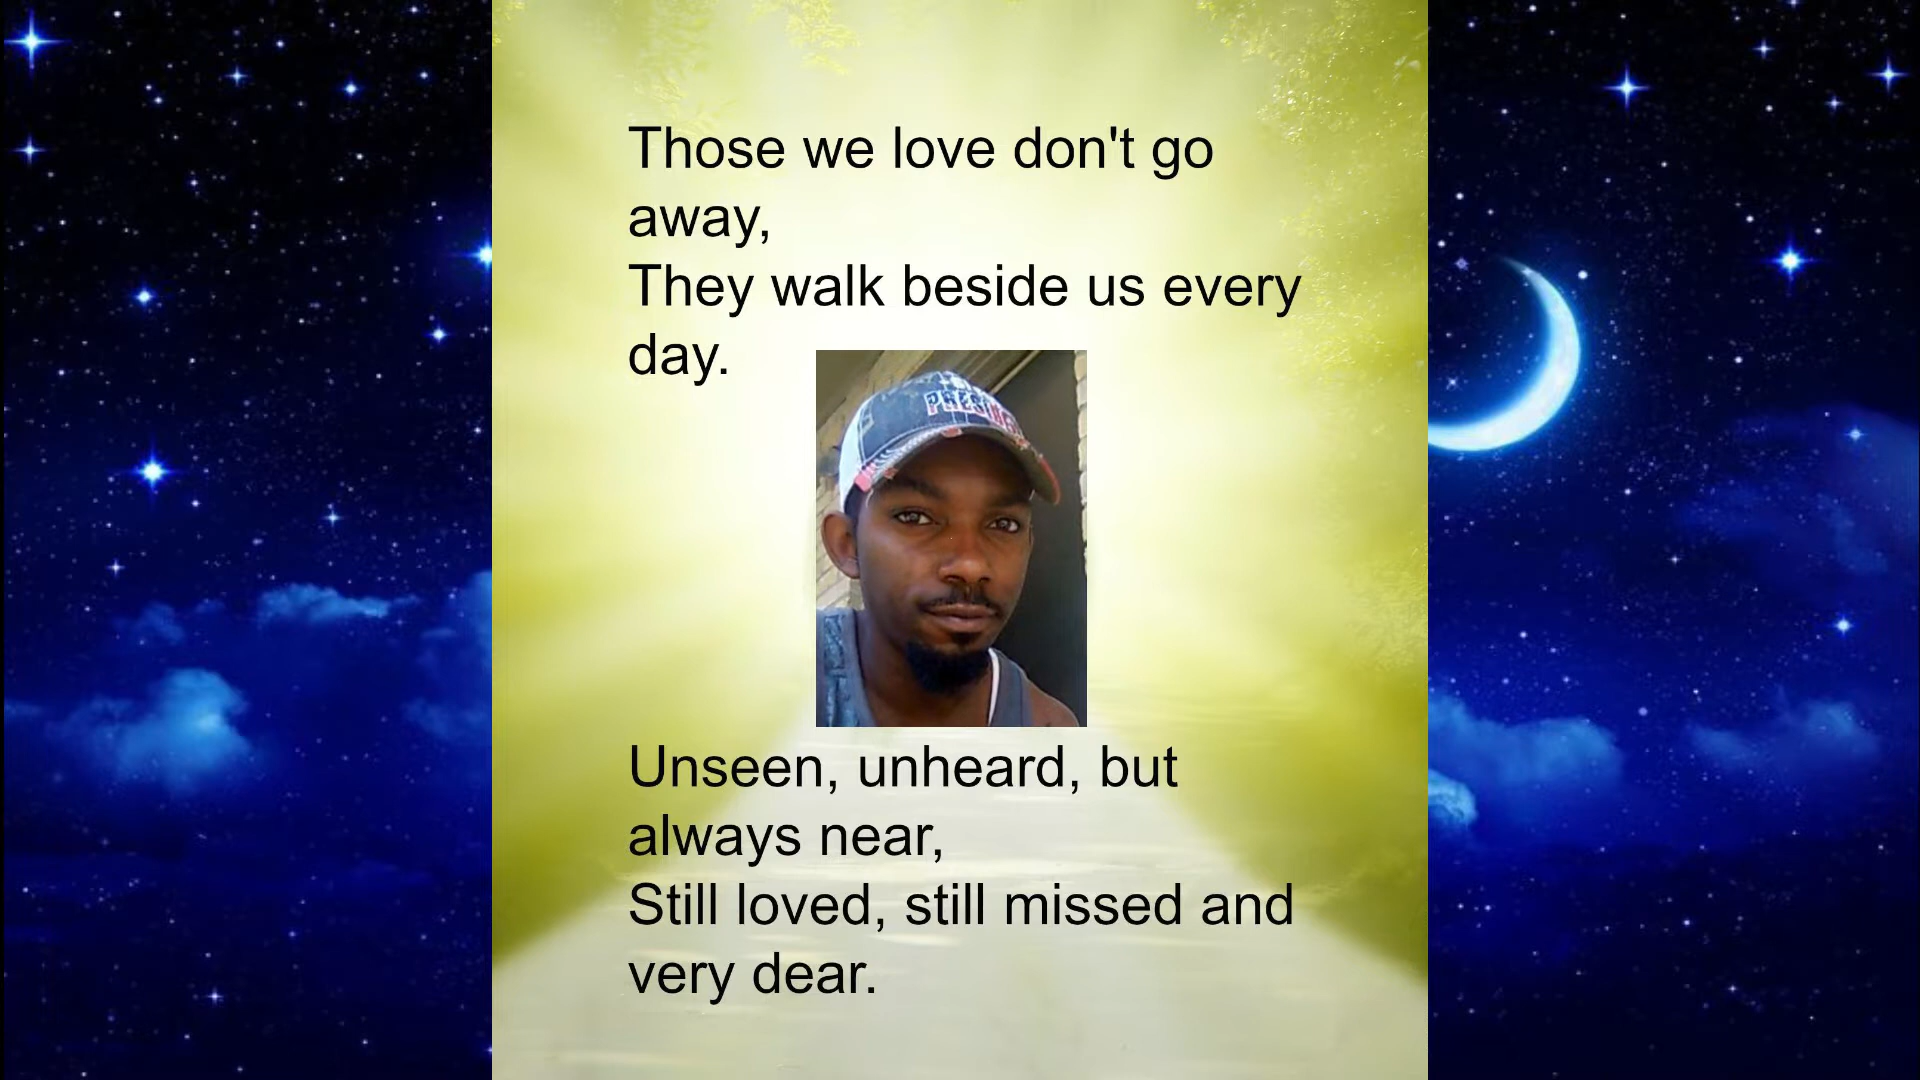 Those we love don't go
away,
They walk beside us every
day.
Unseen, unheard, but
always near,
Still loved, still missed and
very dear.